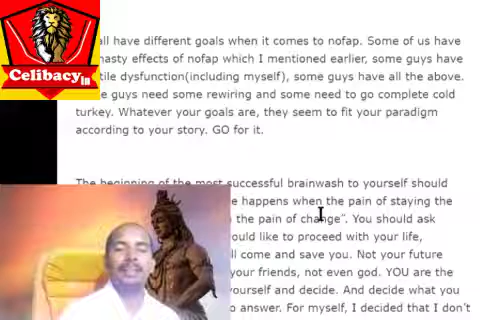 Celibacy in
all have different goals when it comes to nofap. Some of us have
nasty effects of nofap which I mentioned earlier, some guys have
tile dysfunction(including myself), some guys have all the above.
e guys need some rewiring and some need to go complete cold
turkey. Whatever your goals are, they seem to fit your paradigm
according to your story. GO for it.
The beginning of the most successful brainwash to yourself should
e happens when the pain of staying the
the pain of change”. You should ask
ould like to proceed with your life,
ll come and save you. Not your future
your friends, not even god. YOU are the
yourself and decide. And decide what you
o answer. For myself, I decided that I don't